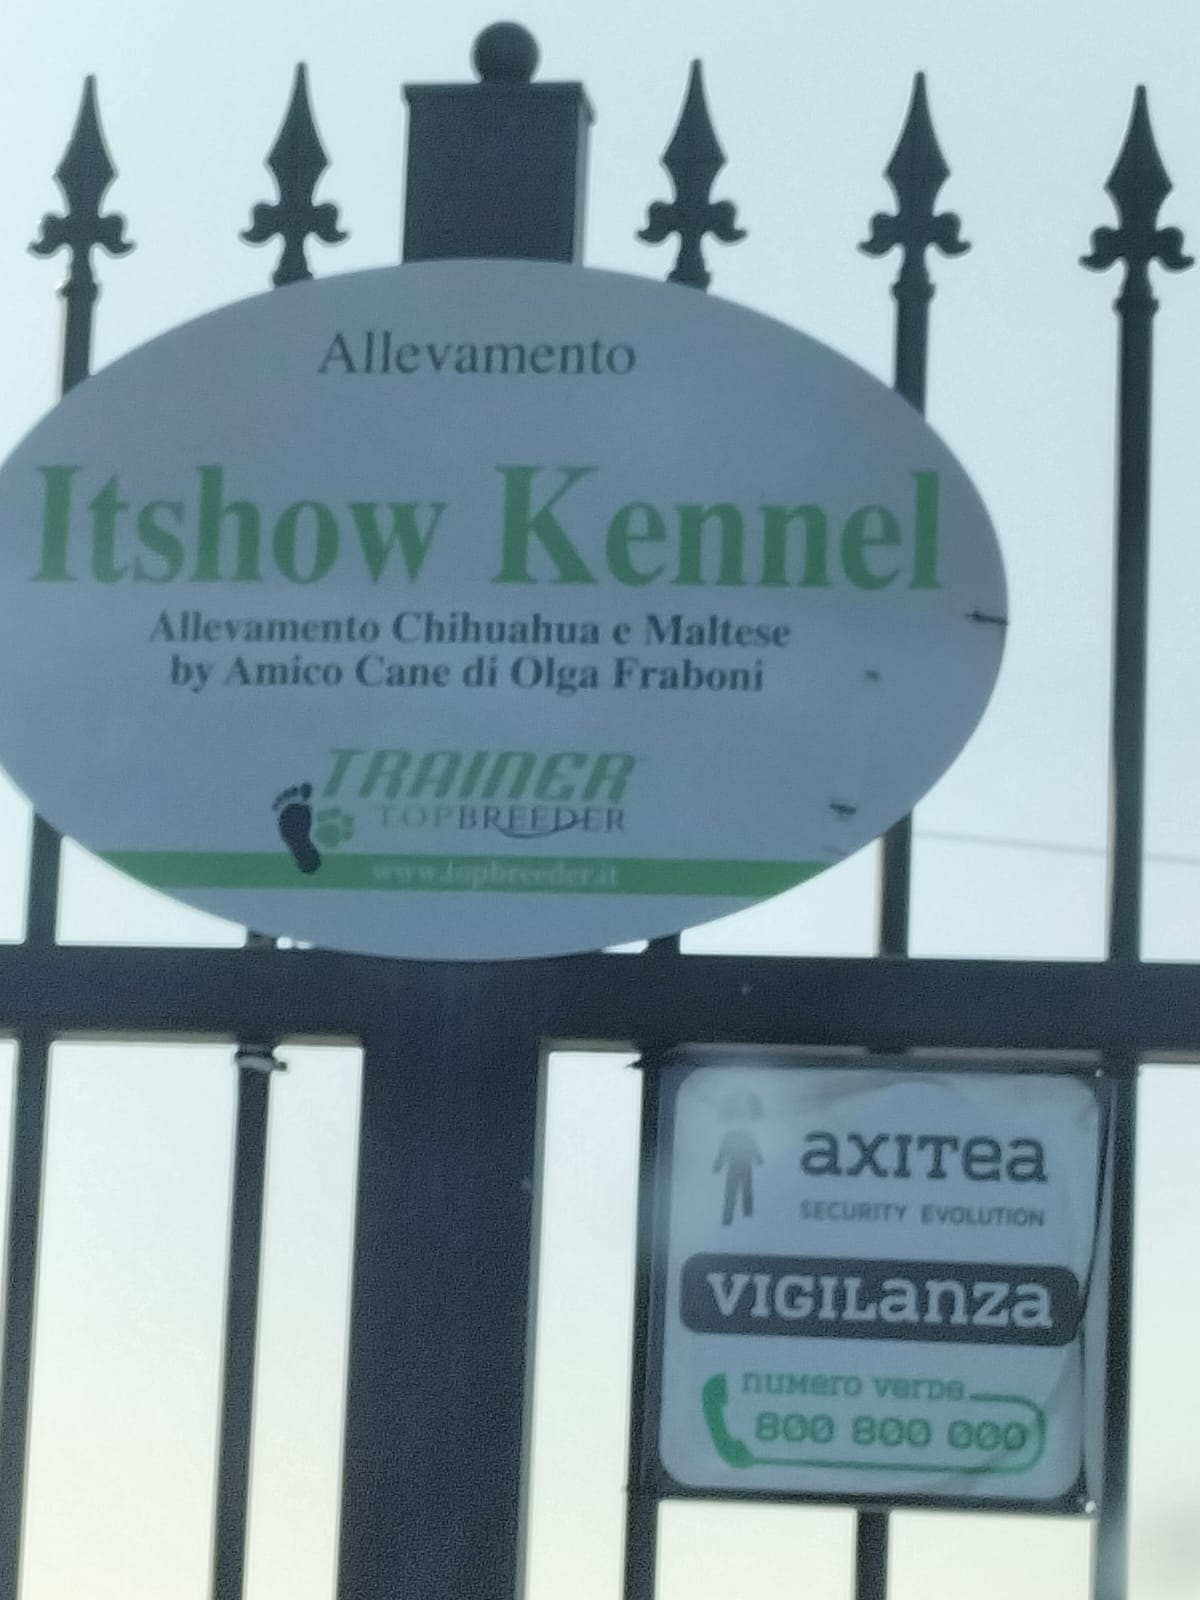 Allevamento
Itshow Kennel
Allevamento Chihuahua e Maltese
by Amico Cane di Olga Fraboni
TRAINER
TOPBREEDER
www.topbreeder.it
axITea
SECURITY EVOLUTION
VIGILanza
numero verde
800 800 000